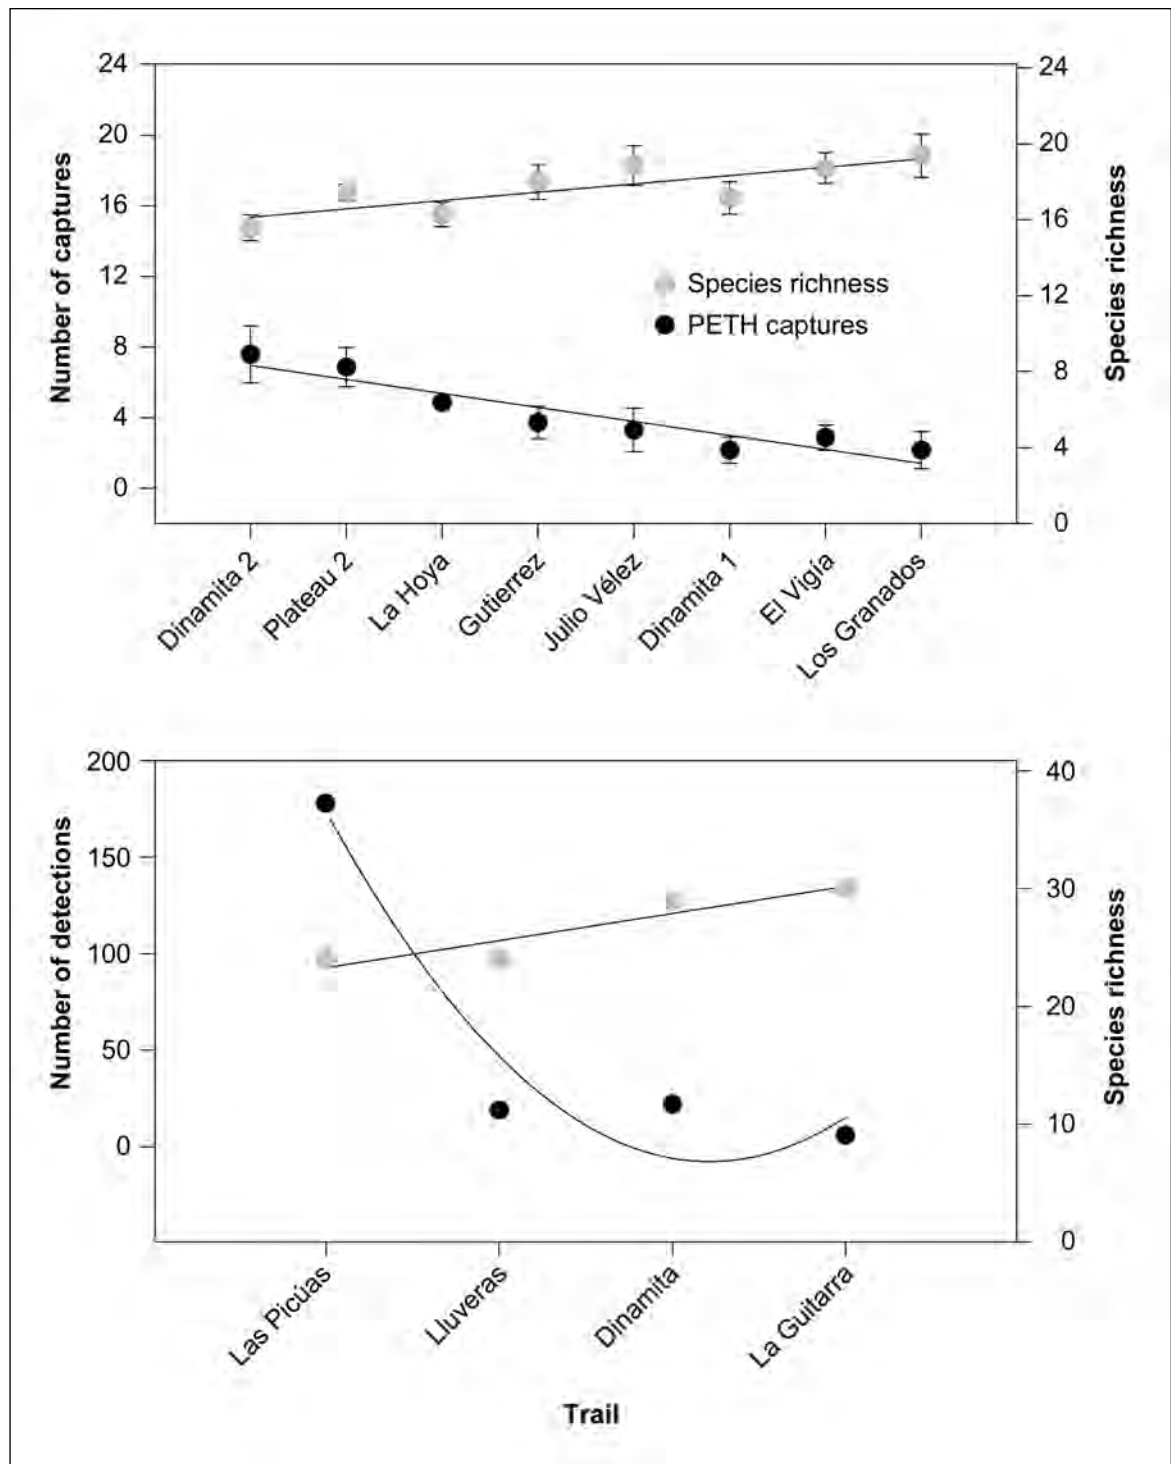 Number of captures
24
20
16
12
8
4
0
24
20
16
12
8
4
0
Species richness
Species richness
PETH captures
Dinamita 2
Plateau 2
La Hoya
Gutierrez
Julio Vélez
Dinamita 1
El Vigía
Los Granados
Number of detections
200
150
100
50
0
40
30
20
10
0
Species richness
Las Picúas
Lluveras
Dinamita
La Guitarra
Trail